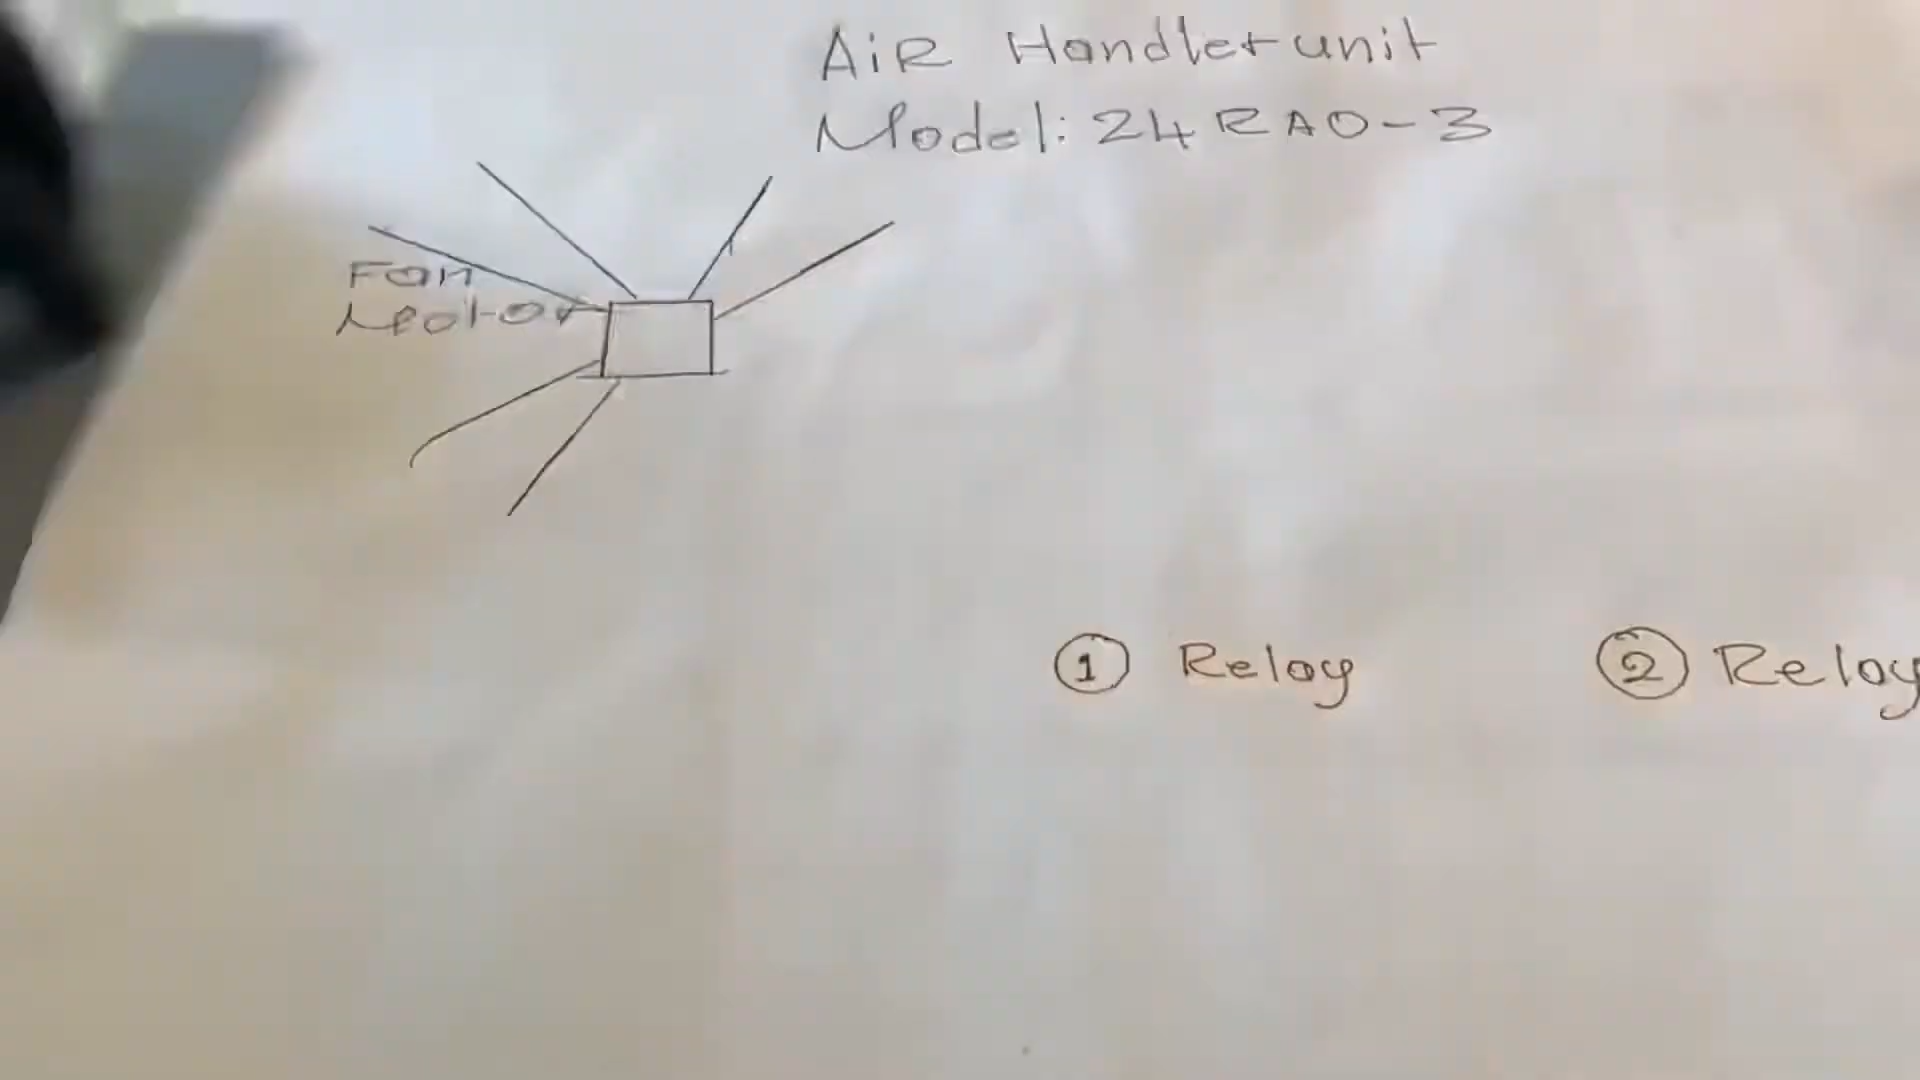 AiR Handler unit
Model: 24RAO-3
Fan
Motor
① Relay
② Relay